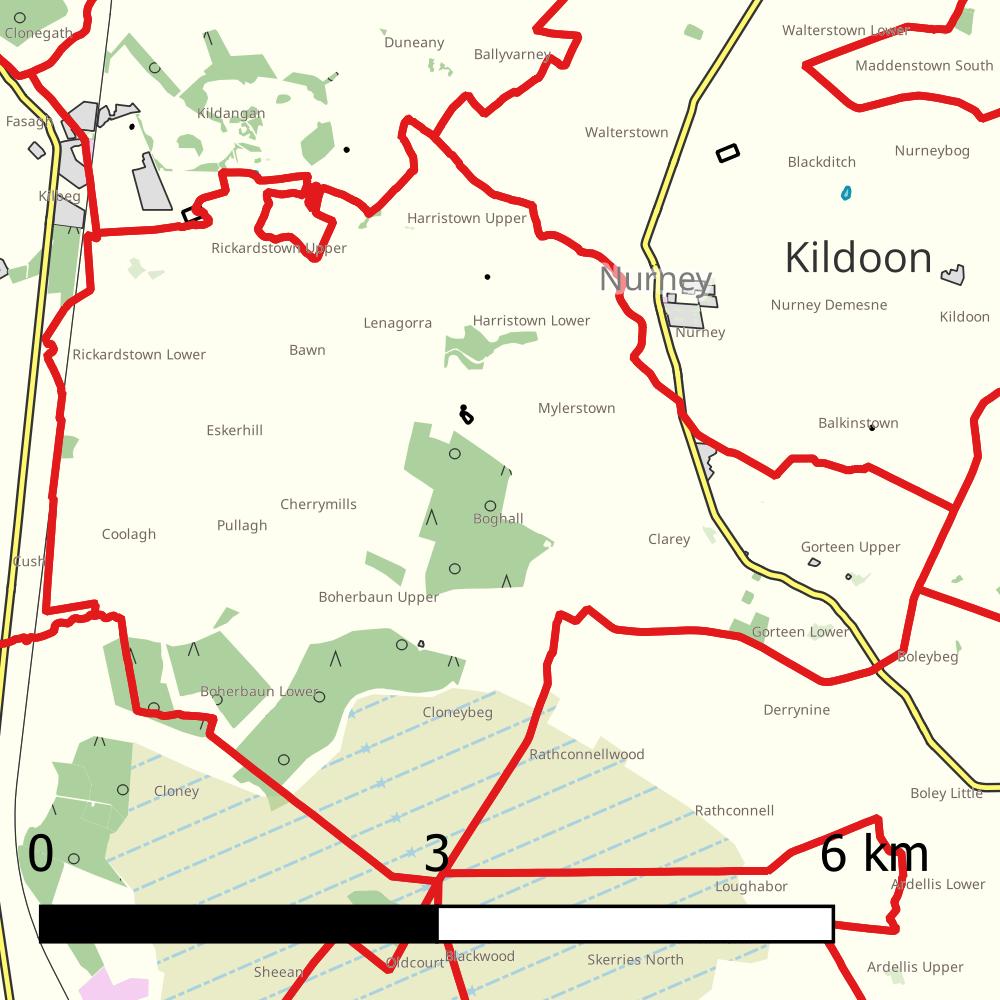 Clonegath
Duneany
Ballyvarney
Walterstown Lower
Maddenstown South
Kildangan
Fasagh
Walterstown
Nurneybog
Blackditch
Kilbeg
Harristown Upper
Rickardstown Upper
Kildoon
Nurney
Nurney Demesne
Kildoon
Lenagorra
Harristown Lower
Nurney
Rickardstown Lower
Bawn
Mylerstown
Balkinstown
Eskerhill
Cherrymills
Boghall
Coolagh
Pullagh
Clarey
Gorteen Upper
Cush
Boherbaun Upper
Gorteen Lower
Boleybeg
Boherbaun Lower
Cloneybeg
Derrynine
Rathconnellwood
Cloney
Boley Little
Rathconnell
0 3 6 km
Loughabor
Ardellis Lower
Oldcourt
Blackwood
Skerries North
Sheean
Ardellis Upper